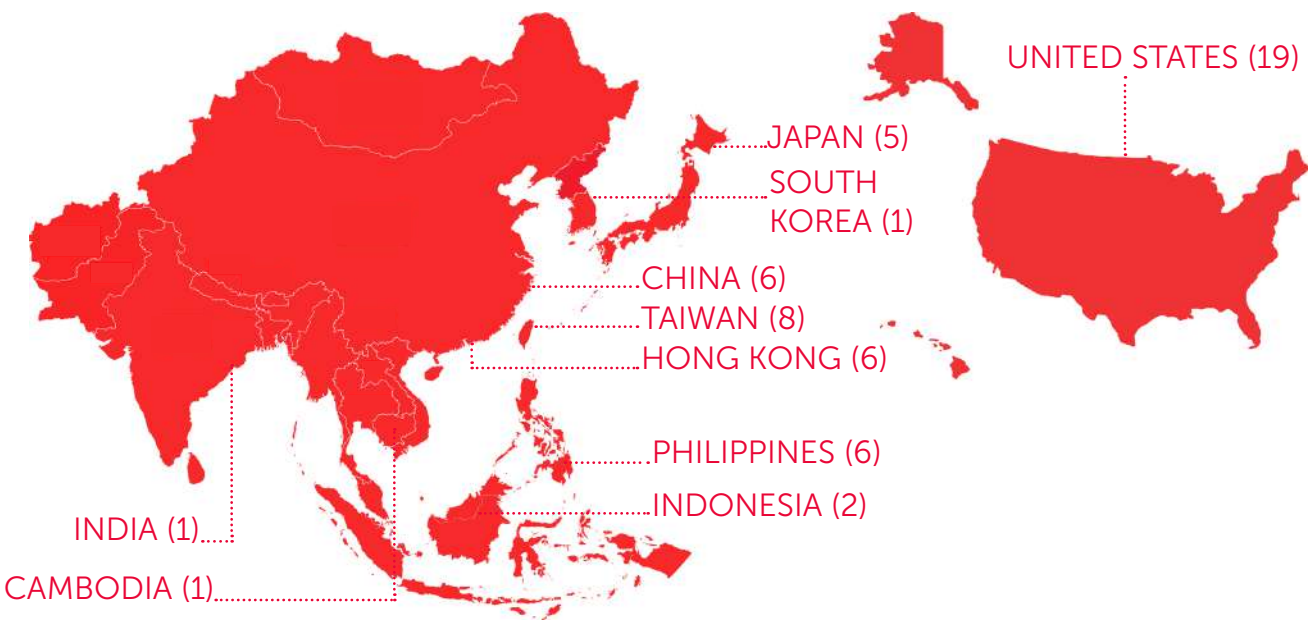 UNITED STATES (19)
JAPAN (5)
SOUTH
KOREA (1)
CHINA (6)
TAIWAN (8)
HONG KONG (6)
PHILIPPINES (6)
INDONESIA (2)
INDIA (1)
CAMBODIA (1)